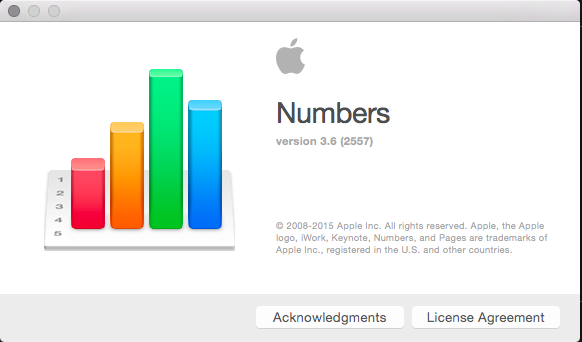 Numbers
version 3.6 (2557)
1
2
3
4
5
© 2008-2015 Apple Inc. All rights reserved. Apple, the Apple
logo, iWork, Keynote, Numbers, and Pages are trademarks of
Apple Inc., registered in the U.S. and other countries.
Acknowledgments
License Agreement